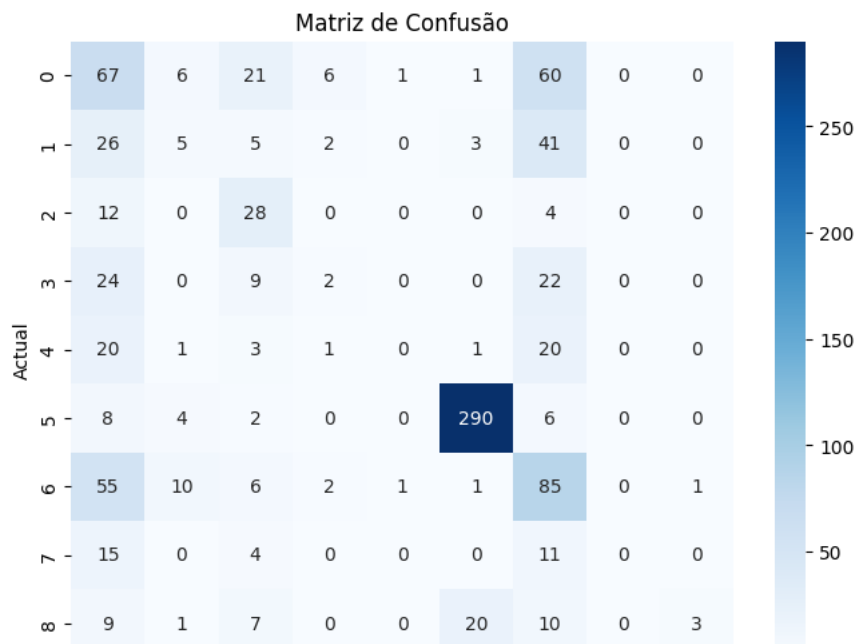 Matriz de Confusão
0 67 6 21 6 1 1 60 0 0
1 26 5 5 2 0 3 41 0 0
2 12 0 28 0 0 0 4 0 0
3 24 0 9 2 0 0 22 0 0
4 20 1 3 1 0 1 20 0 0
5 8 4 2 0 0 290 6 0 0
6 55 10 6 2 1 1 85 0 1
7 15 0 4 0 0 0 11 0 0
8 9 1 7 0 0 20 10 0 3
Actual
250
200
150
100
50